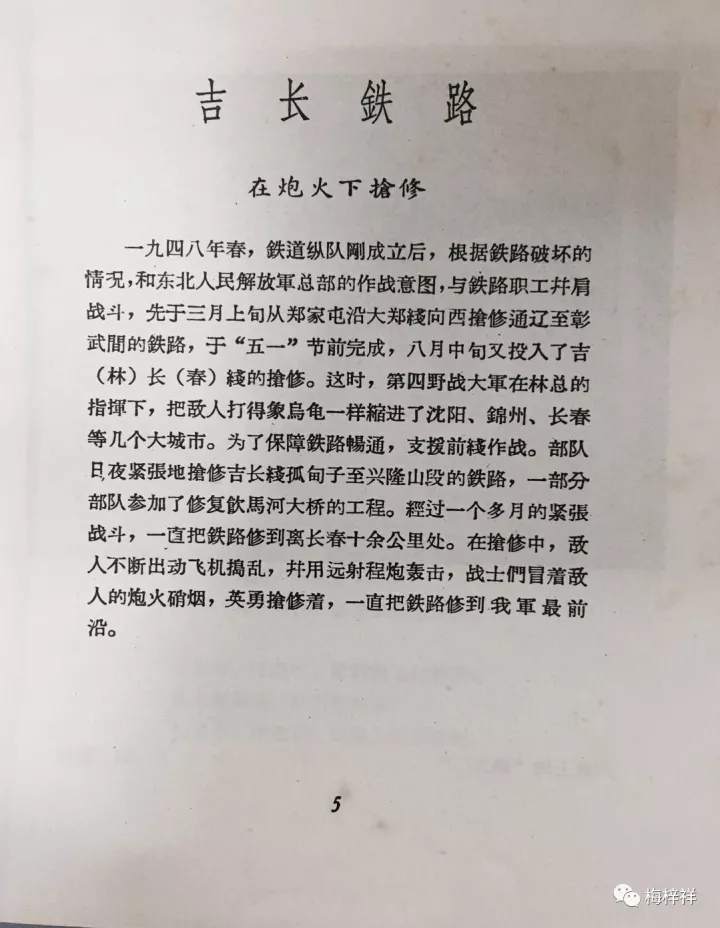 吉长鉄路
在炮火下搶修
一九四八年春，鉄道纵队剛成立后，根据鉄路破坏的
情况，和东北人民解放軍总部的作战意图，与鉄路职工幷肩
战斗，先于三月上旬从郑家屯沿大郑綫向西搶修通辽至彰
武間的鉄路，于“五一”节前完成，八月中旬又投入了吉
（林）长（春）綫的搶修。这时，第四野战大軍在林总的
指揮下，把敌人打得象烏龟一样縮進了沈阳、錦州、长春
等几个大城市。为了保障鉄路暢通，支援前綫作战。部队
日夜紧張地搶修吉长綫孤旬子至兴隆山段的鉄路，一部分
部队参加了修复飮馬河大桥的工程。經过一个多月的紧張
战斗，一直把鉄路修到离长春十余公里处。在搶修中，敌
人不断出动飞机搗乱，幷用远射程炮轰击，战士們冒着敌
人的炮火硝烟，英勇搶修着，一直把鉄路修到我軍最前
沿。
5
梅梓祥